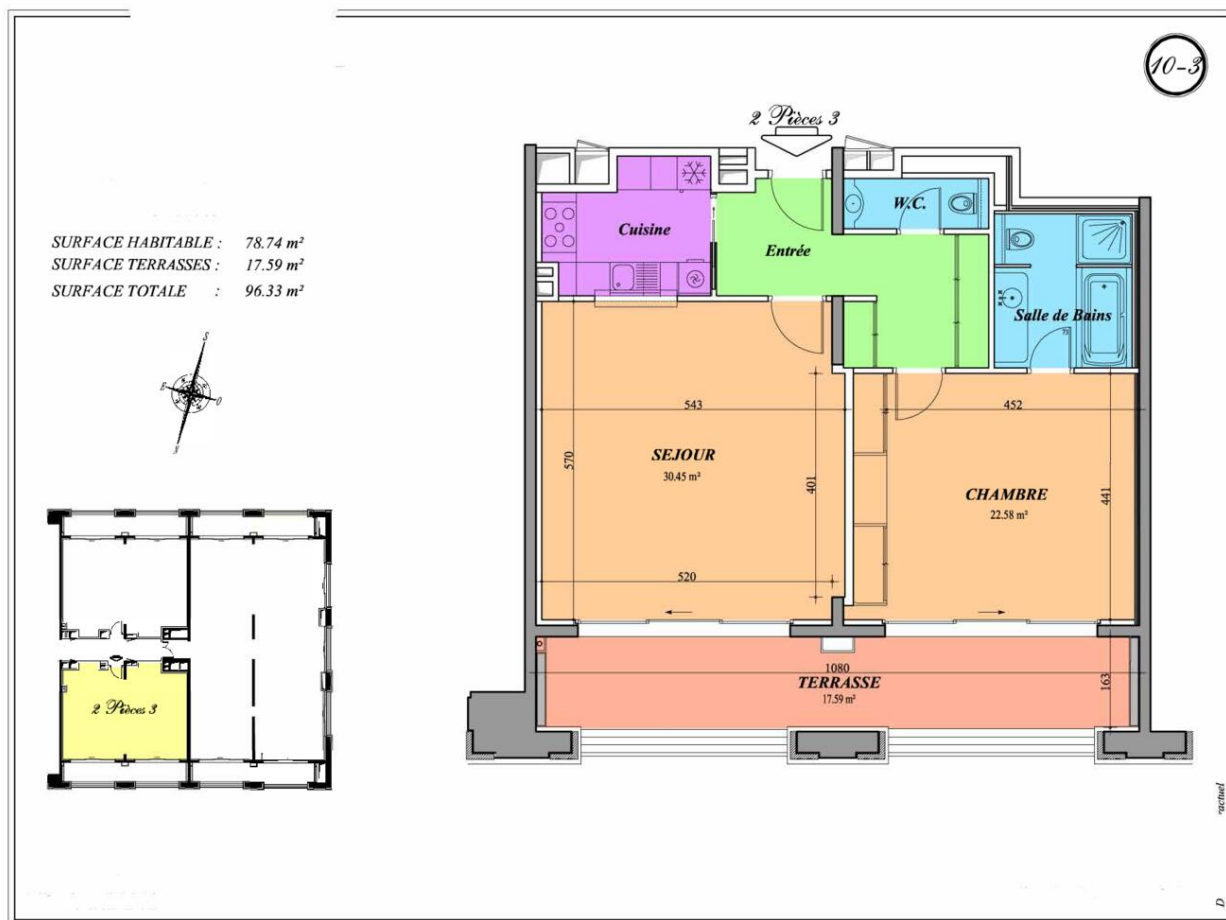 10-3
2 Pièces 3
SURFACE HABITABLE : 78.74 m²
SURFACE TERRASSES : 17.59 m²
SURFACE TOTALE : 96.33 m²
S
E
O
N
W.C.
Cuisine
Entrée
Salle de Bains
73
543
452
SEJOUR
30.45 m²
570
401
CHAMBRE
22.58 m²
441
520
1080
TERRASSE
17.59 m²
163
2 Pièces 3
actuel
D